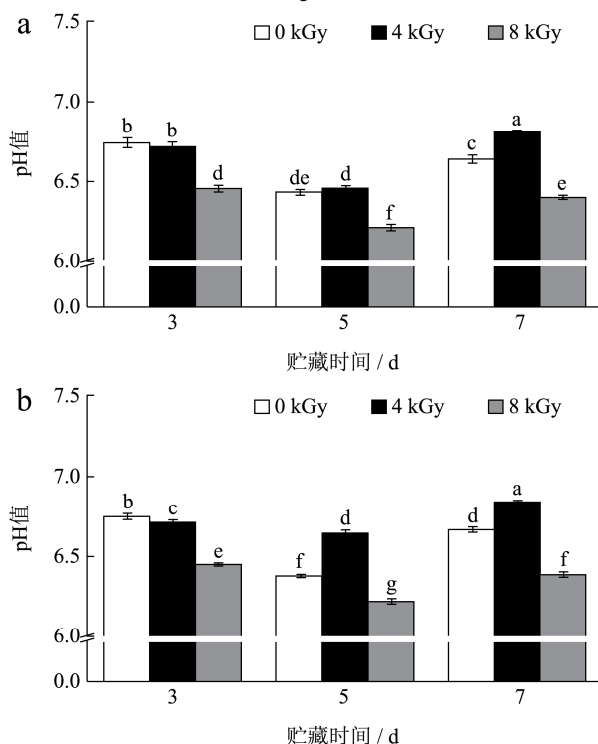 a
7.5
0 kGy 4 kGy 8 kGy
7.0
6.5
6.0
0.0
pH值
b b d
de d f
c a e
3 5 7
贮藏时间 / d
b
7.5
0 kGy 4 kGy 8 kGy
7.0
6.5
6.0
0.0
pH值
b c e
f d g
d a f
3 5 7
贮藏时间 / d